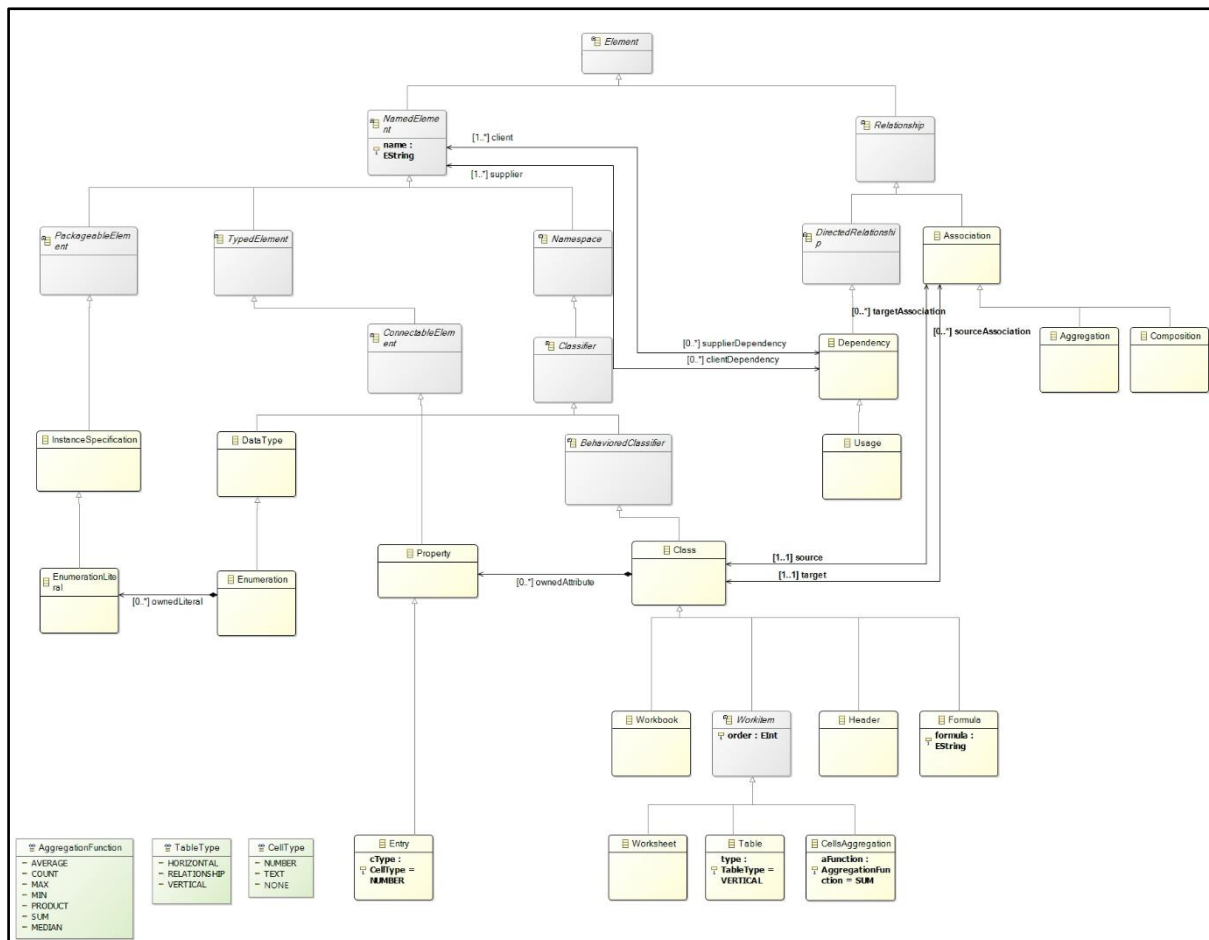 Element
NamedEleme
nt
name :
EString
Relationship
[1..*] client
[1..*] supplier
PackageableElem
ent
TypedElement
Namespace
DirectedRelationshi
p
Association
[0..*] targetAssociation
[0..*] sourceAssociation
ConnectableElem
ent
Classifier
[0..*] supplierDependency
[0..*] clientDependency
Dependency
Aggregation
Composition
InstanceSpecification
DataType
BehavioredClassifier
Usage
Property
Class
[1..1] source
[1..1] target
EnumerationLite
ral
Enumeration
[0..*] ownedLiteral
[0..*] ownedAttribute
Workbook
WorkItem
order : EInt
Header
Formula
formula :
EString
AggregationFunction
AVERAGE
COUNT
MAX
MIN
PRODUCT
SUM
MEDIAN
TableType
HORIZONTAL
RELATIONSHIP
VERTICAL
CellType
NUMBER
TEXT
NONE
Entry
cType :
CellType =
NUMBER
Worksheet
Table
type :
TableType =
VERTICAL
CellsAggregation
aFunction :
AggregationFun
ction = SUM